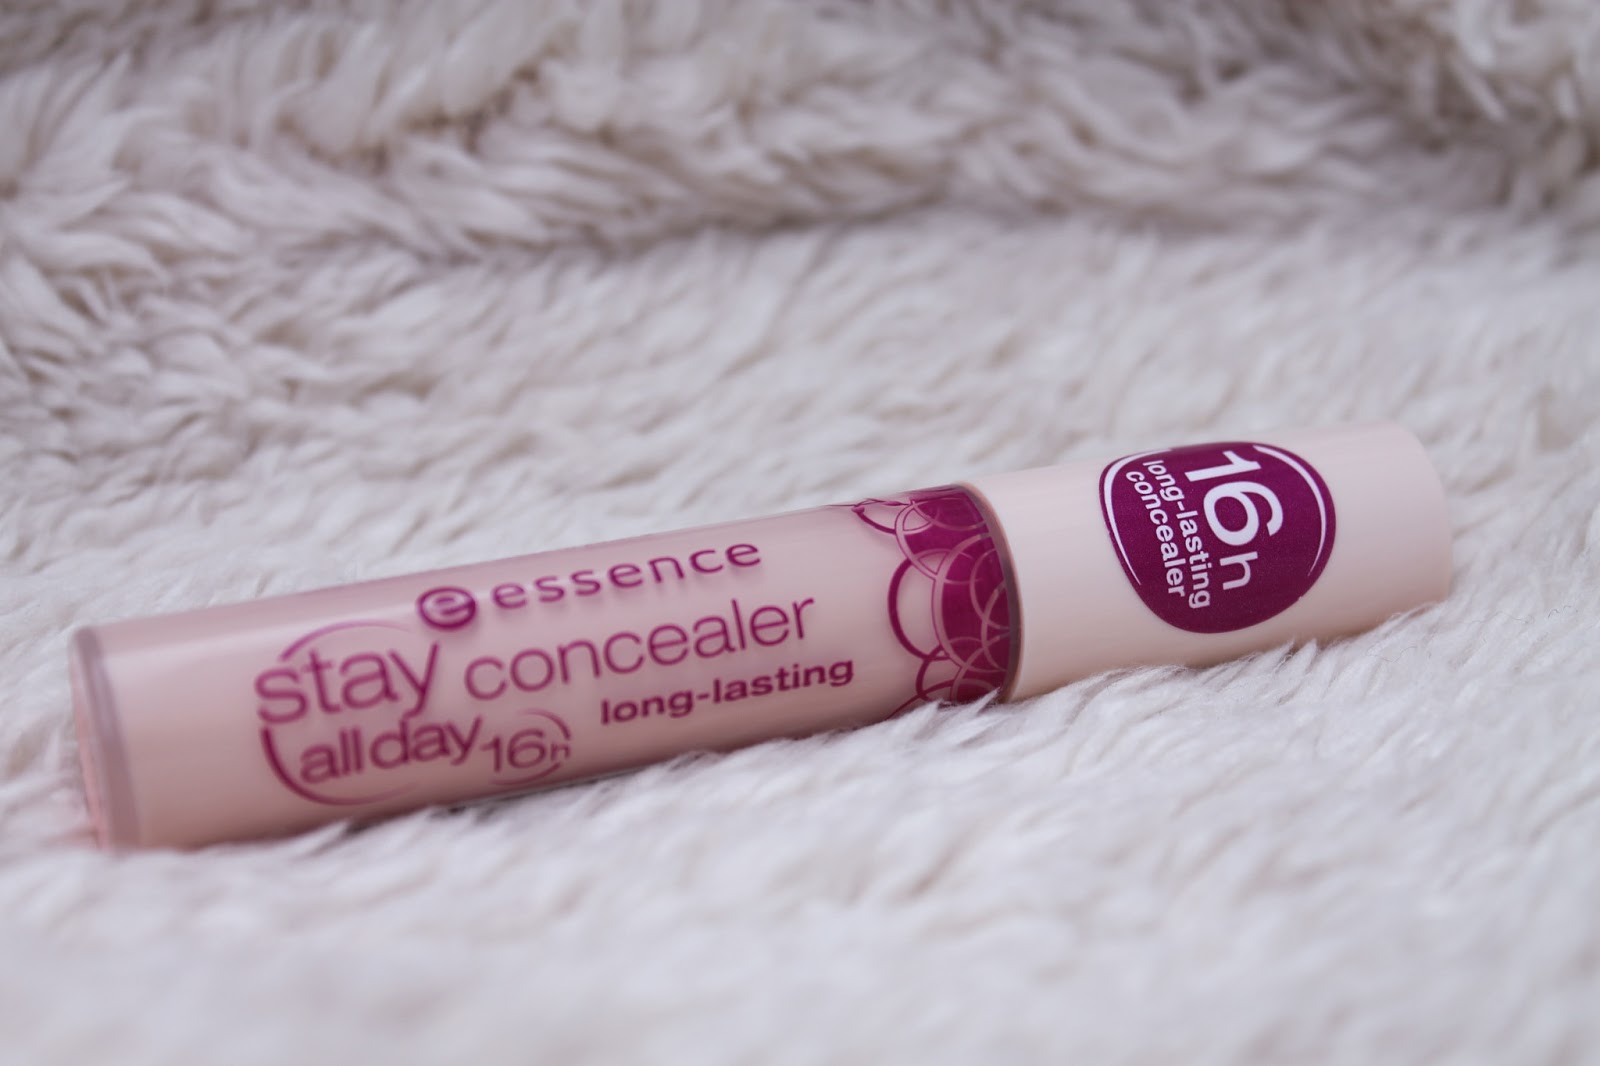 essence
stay concealer
all day 16h long-lasting
16h
long-lasting
concealer